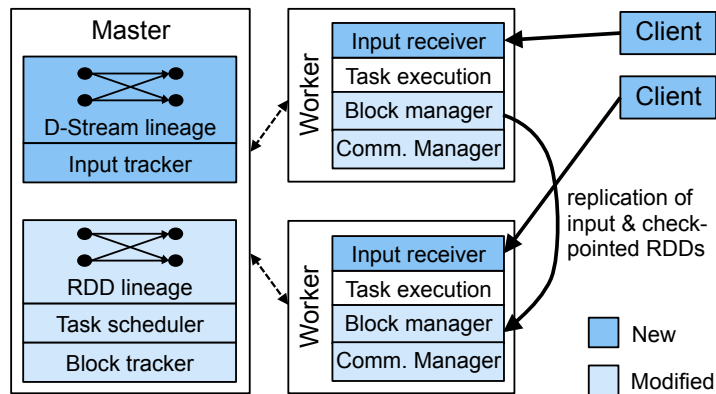 Master
D-Stream lineage
Input tracker
RDD lineage
Task scheduler
Block tracker
Worker
Input receiver
Task execution
Block manager
Comm. Manager
Worker
Input receiver
Task execution
Block manager
Comm. Manager
Client
Client
replication of
input & check-
pointed RDDs
New
Modified